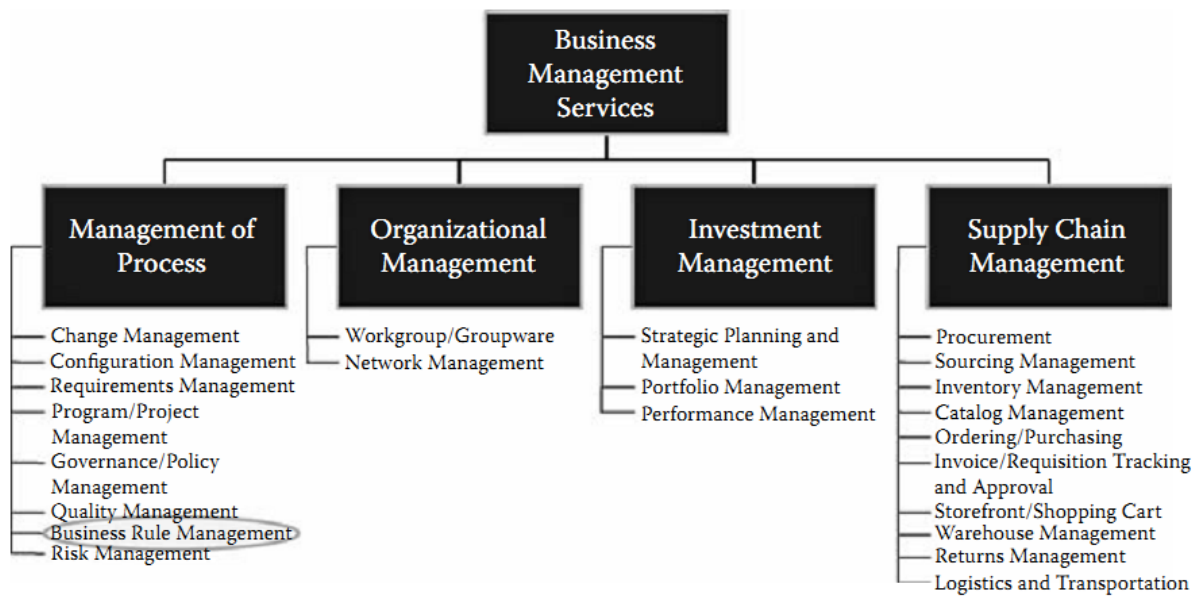 Business
Management
Services
Management of
Process
Organizational
Management
Investment
Management
Supply Chain
Management
Change Management
Configuration Management
Requirements Management
Program/Project
Management
Governance/Policy
Management
Quality Management
Business Rule Management
Risk Management
Workgroup/Groupware
Network Management
Strategic Planning and
Management
Portfolio Management
Performance Management
Procurement
Sourcing Management
Inventory Management
Catalog Management
Ordering/Purchasing
Invoice/Requisition Tracking
and Approval
Storefront/Shopping Cart
Warehouse Management
Returns Management
Logistics and Transportation